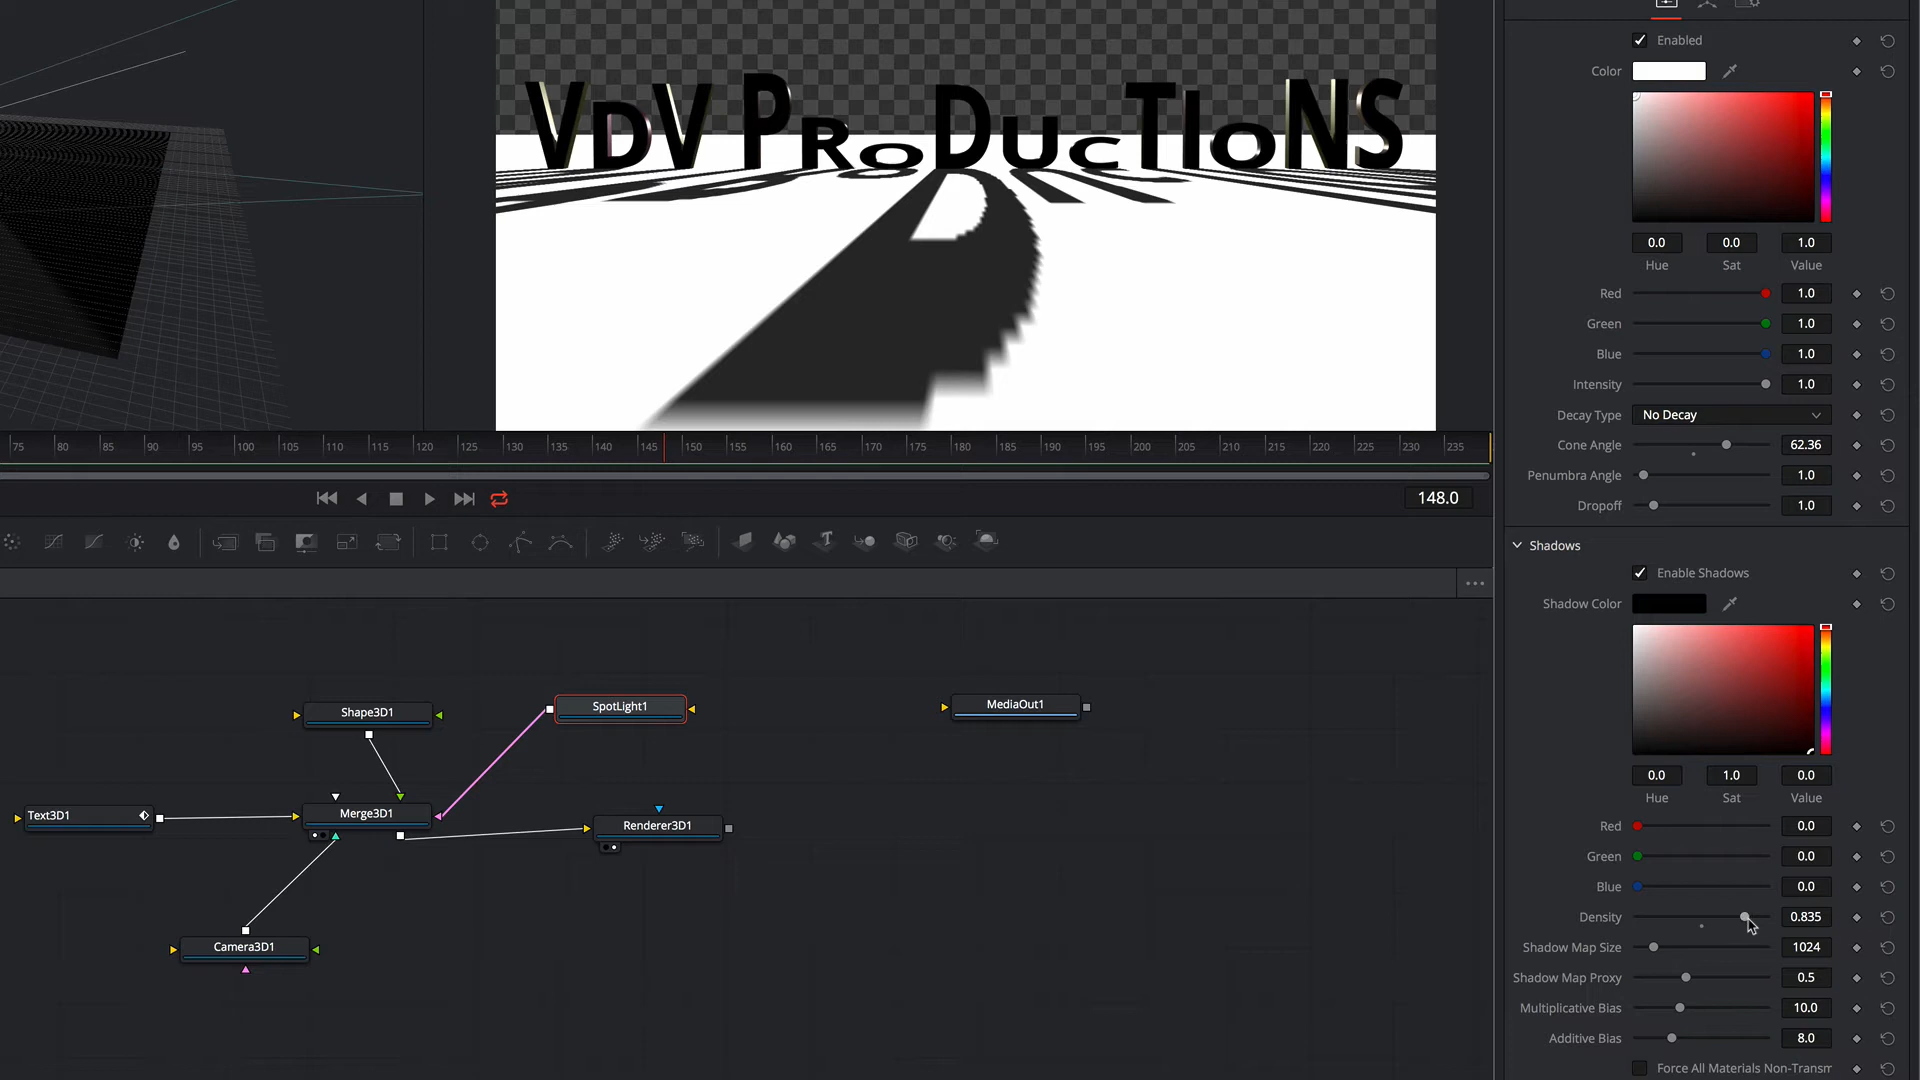 VDV PRoDucTIoNS
Enabled
Color
0.0 0.0 1.0
Hue Sat Value
Red 1.0
Green 1.0
Blue 1.0
Intensity 1.0
Decay Type No Decay
Cone Angle 62.36
Penumbra Angle 1.0
Dropoff 1.0
75 80 85 90 95 100 105 110 115 120 125 130 135 140 145 150 155 160 165 170 175 180 185 190 195 200 205 210 215 220 225 230 235
148.0
Shadows
Enable Shadows
Shadow Color
0.0 1.0 0.0
Hue Sat Value
Red 0.0
Green 0.0
Blue 0.0
Density 0.835
Shadow Map Size 1024
Shadow Map Proxy 0.5
Multiplicative Bias 10.0
Additive Bias 8.0
Force All Materials Non-Transm
Shape3D1
SpotLight1
MediaOut1
Text3D1
Merge3D1
Renderer3D1
Camera3D1